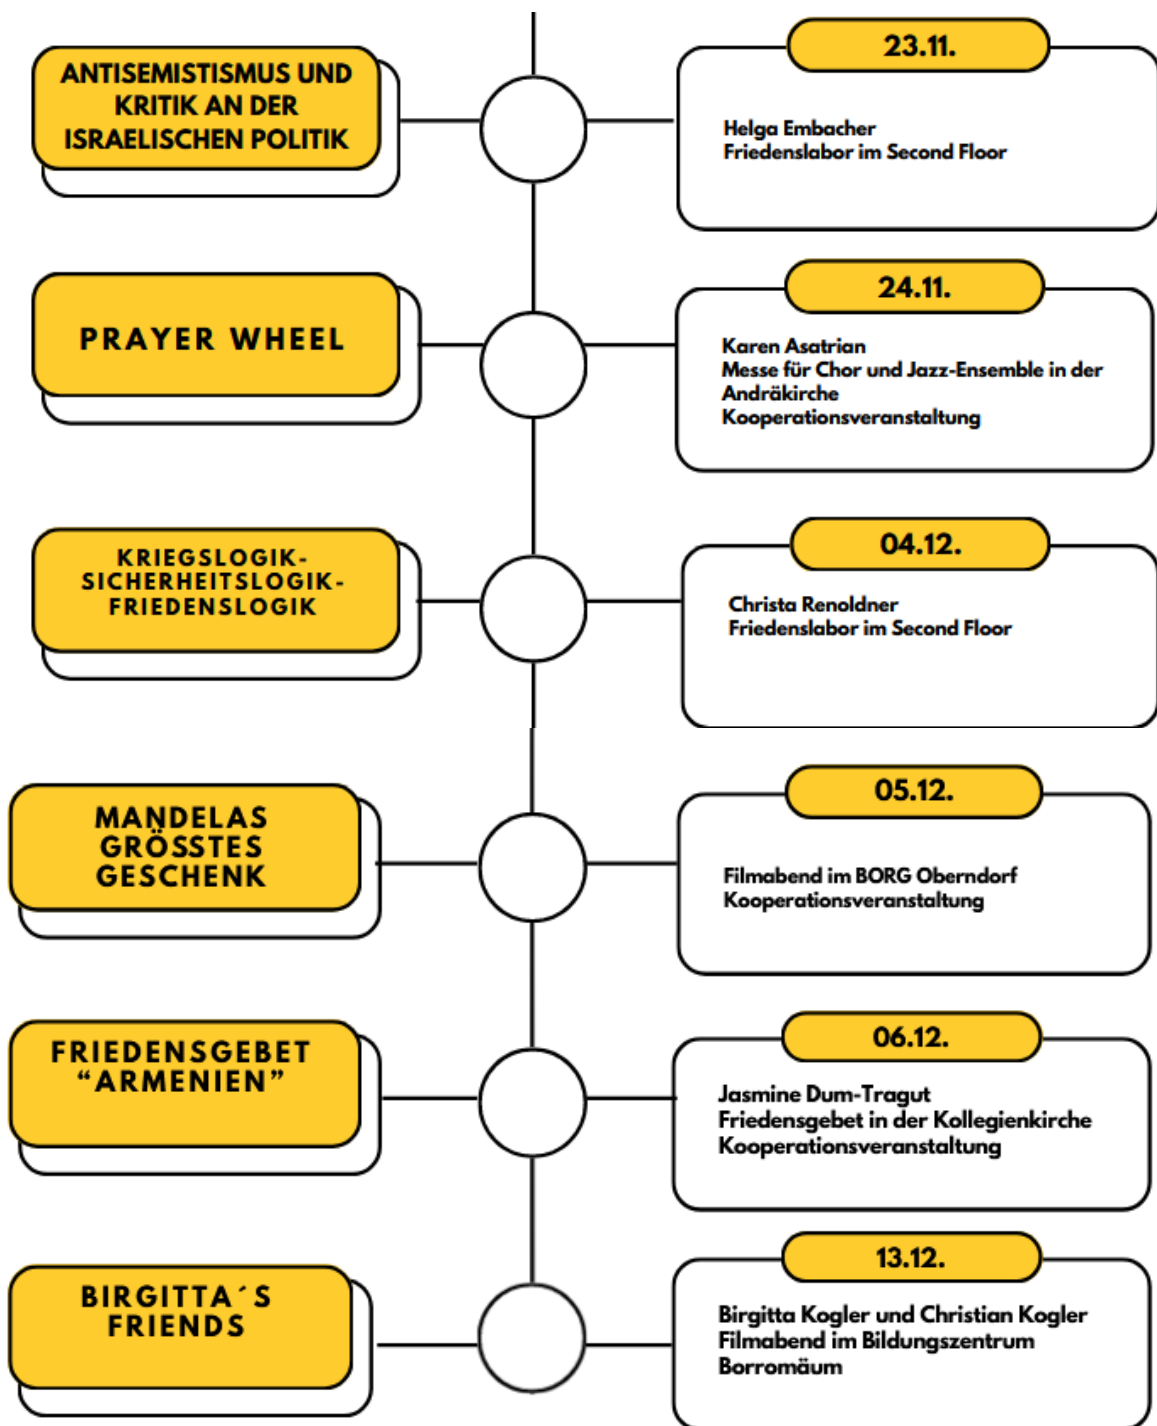 ANTISEMISTISMUS UND
KRITIK AN DER
ISRAELISCHEN POLITIK
23.11.
Helga Embacher
Friedenslabor im Second Floor
PRAYER WHEEL
24.11.
Karen Asatrian
Messe für Chor und Jazz-Ensemble in der
Andräkirche
Kooperationsveranstaltung
KRIEGSLOGIK-
SICHERHEITSLOGIK-
FRIEDENSLOGIK
04.12.
Christa Renoldner
Friedenslabor im Second Floor
MANDELAS
GRÖSSTES
GESCHENK
05.12.
Filmabend im BORG Oberndorf
Kooperationsveranstaltung
FRIEDENSGEBET
“ARMENIEN”
06.12.
Jasmine Dum-Tragut
Friedensgebet in der Kollegienkirche
Kooperationsveranstaltung
BIRGITTA´S
FRIENDS
13.12.
Birgitta Kogler und Christian Kogler
Filmabend im Bildungszentrum
Borromäum